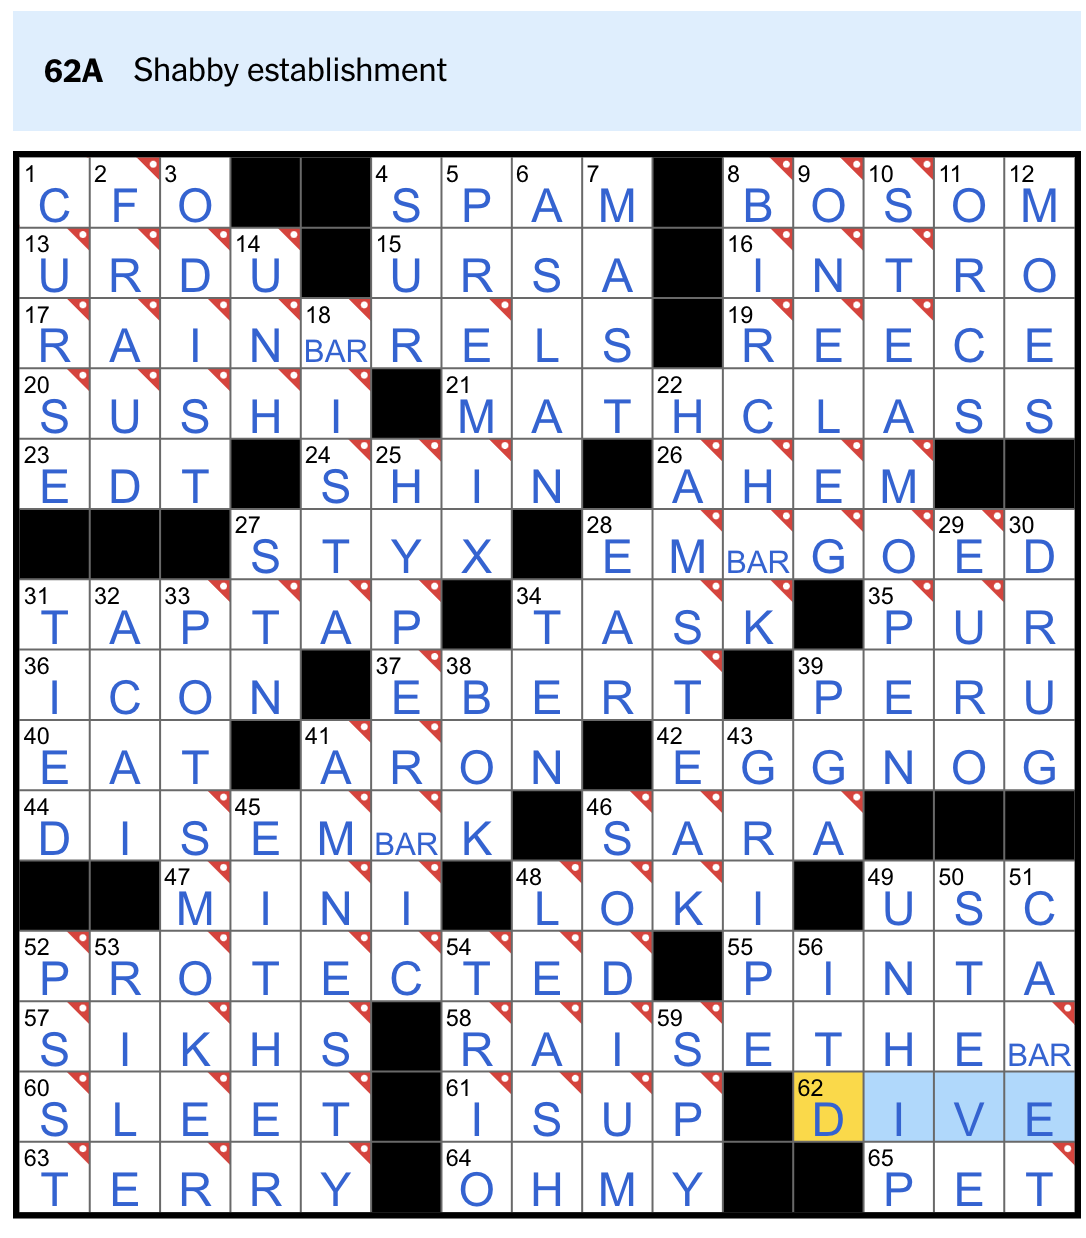 62A Shabby establishment
1 2 3 4 5 6 7 8 9 10 11 12
C F O S P A M B O S O M
13 14 15 16
U R D U U R S A I N T R O
17 18 19
R A I N BAR R E L S R E E C E
20 21 22
S U S H I M A T H C L A S S
23 24 25 26
E D T S H I N A H E M
27 28 29 30
S T Y X E M BAR G O E D
31 32 33 34 35
T A P T A P T A S K P U R
36 37 38 39
I C O N E B E R T P E R U
40 41 42 43
E A T A R O N E G G N O G
44 45 46
D I S E M BAR K S A R A
47 48 49 50 51
M I N I L O K I U S C
52 53 54 55 56
P R O T E C T E D P I N T A
57 58 59
S I K H S R A I S E T H E BAR
60 61 62
S L E E T I S U P D I V E
63 64 65
T E R R Y O H M Y P E T